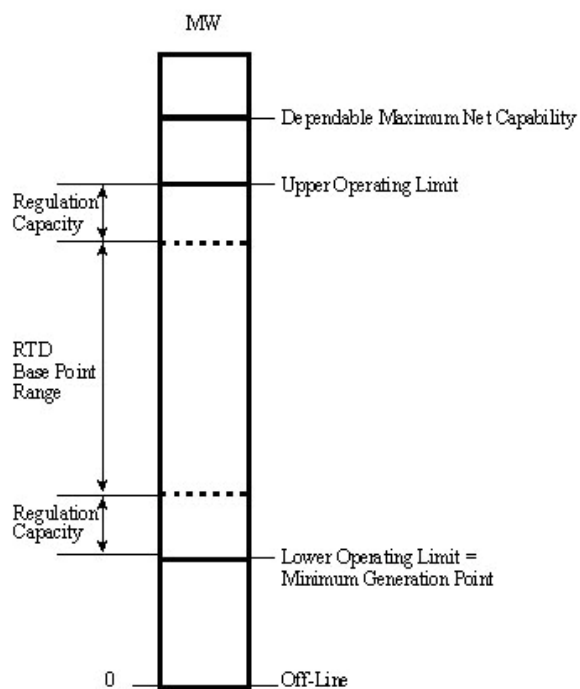 MW
Dependable Maximum Net Capability
Upper Operating Limit
Regulation
Capacity
RTD
Base Point
Range
Regulation
Capacity
Lower Operating Limit =
Minimum Generation Point
0
Off-Line